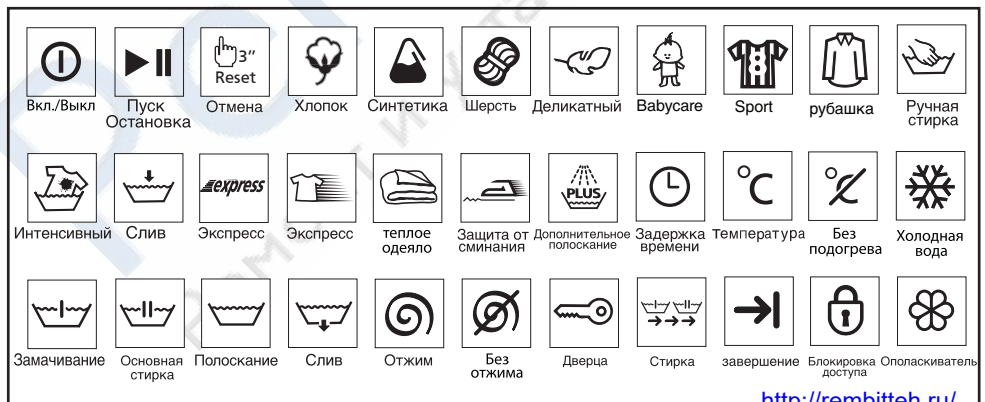 3"
Reset
Вкл./Выкл
Пуск
Остановка
Отмена
Хлопок
Синтетика
Шерсть
Деликатный
Babycare
Sport
рубашка
Ручная
стирка
express
PLUS
°C
Интенсивный
Слив
Экспресс
Экспресс
теплое
одеяло
Защита от
сминания
Дополнительное
полоскание
Задержка
времени
температура
Без
подогрева
Холодная
вода
Замачивание
Основная
стирка
Полоскание
Слив
Отжим
Без
отжима
Дверца
Стирка
завершение
Блокировка
доступа
Ополаскиватель
http://rembitteh.ru/